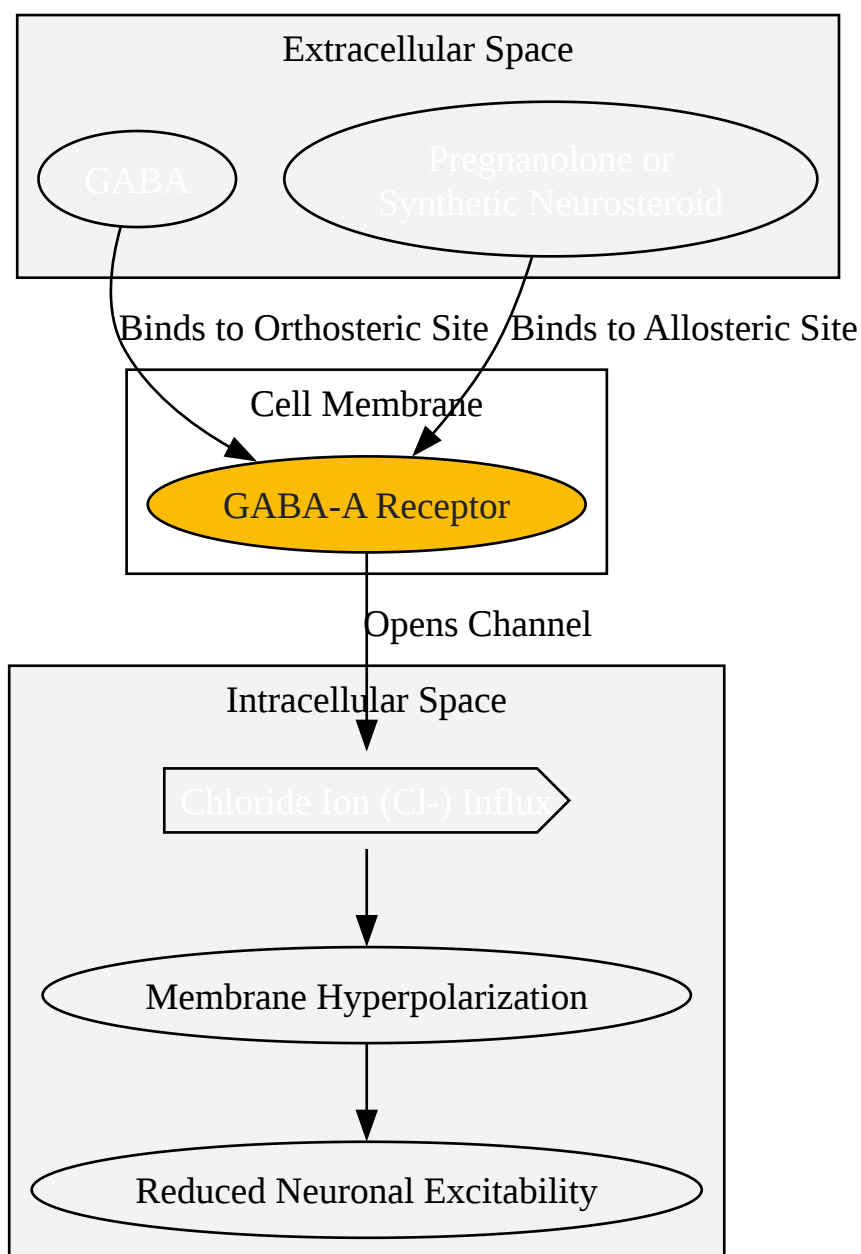 Extracellular Space
GABA
Pregnanolone or
Synthetic Neurosteroid
Binds to Orthosteric Site
Binds to Allosteric Site
Cell Membrane
GABA-A Receptor
Opens Channel
Intracellular Space
Chloride Ion (Cl-) Influx
Membrane Hyperpolarization
Reduced Neuronal Excitability